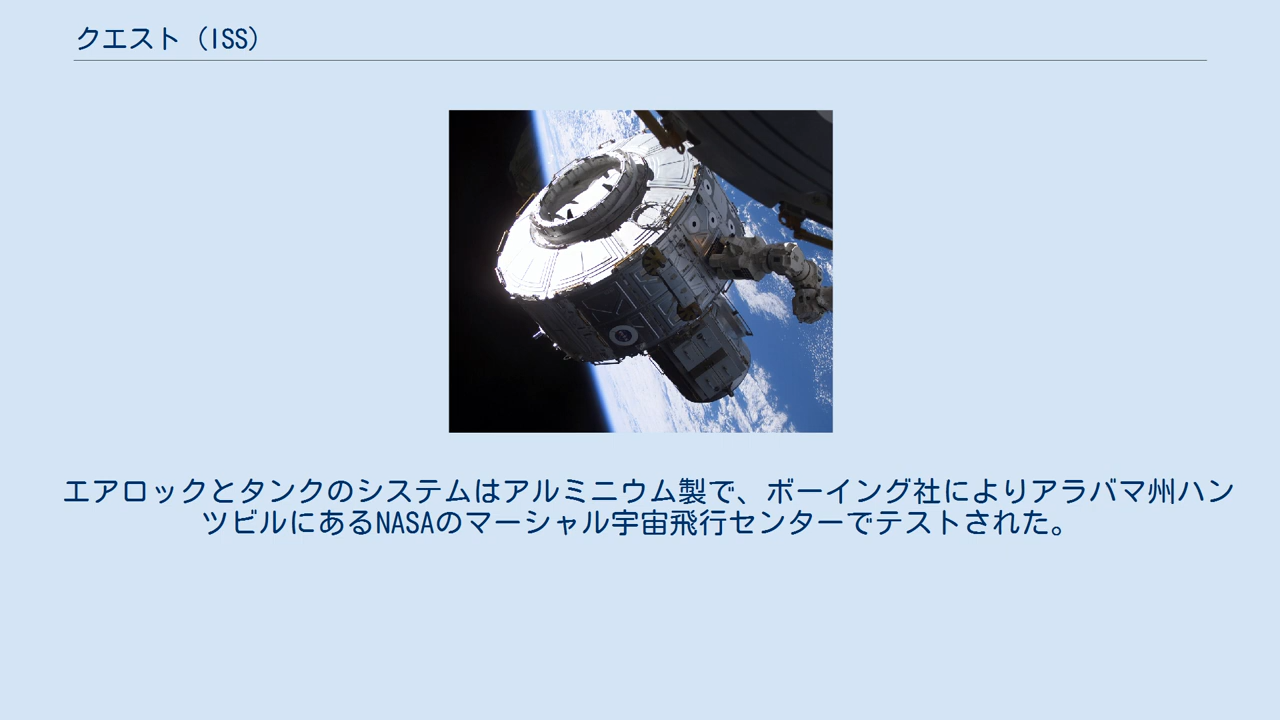 クエスト（ISS）
エアロックとタンクのシステムはアルミニウム製で、ボーイング社によりアラバマ州ハン
ツビルにあるNASAのマーシャル宇宙飛行センターでテストされた。